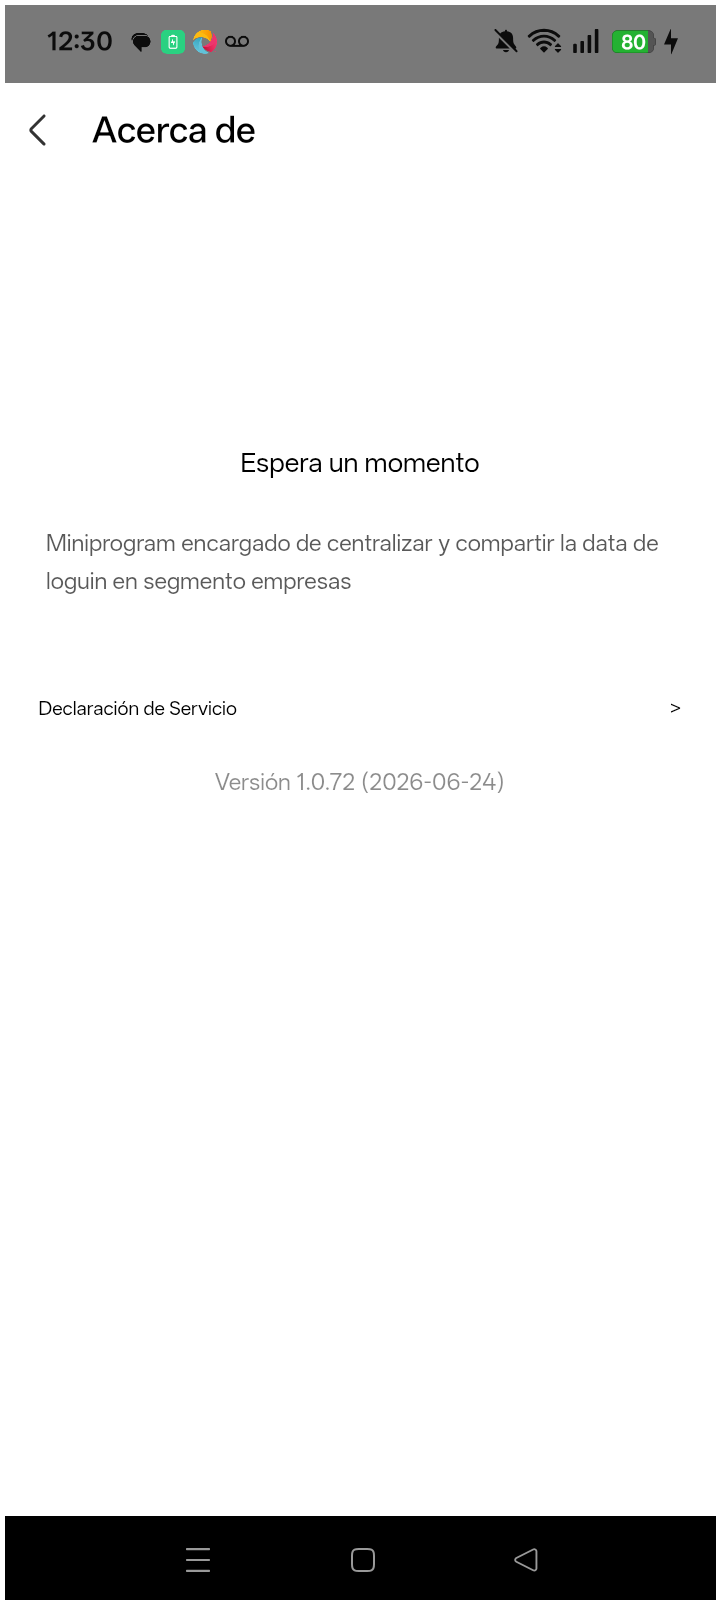 12:30
80
Acerca de
Espera un momento
Miniprogram encargado de centralizar y compartir la data de
loguin en segmento empresas
Declaración de Servicio >
Versión 1.0.72 (2026-06-24)